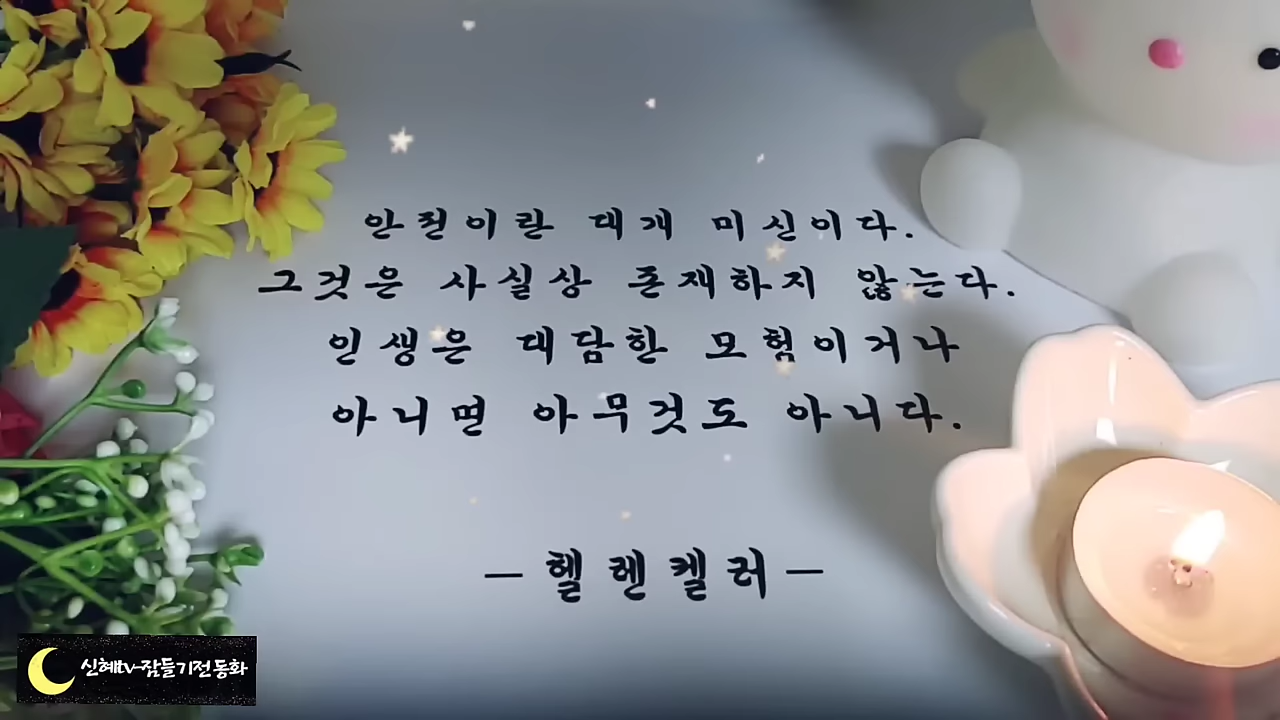 안전이란 대개 미신이다.
그것은 사실상 존재하지 않는다.
인생은 대담한 모험이거나
아니면 아무것도 아니다.
- 헬렌켈러 -
신혜tv-잠들기전 동화